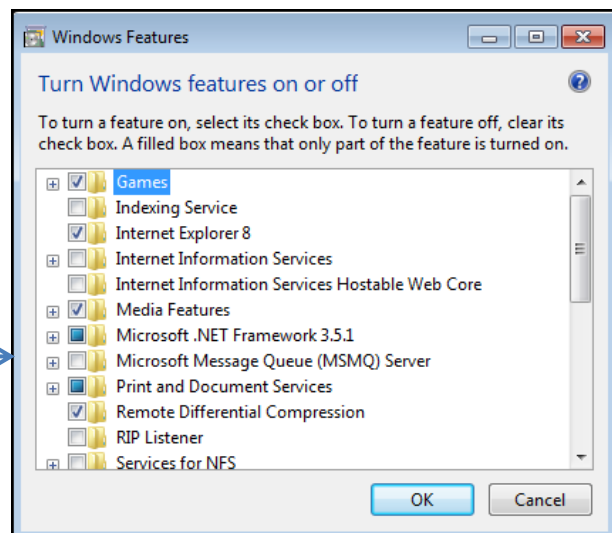 Windows Features
Turn Windows features on or off
To turn a feature on, select its check box. To turn a feature off, clear its
check box. A filled box means that only part of the feature is turned on.
Games
Indexing Service
Internet Explorer 8
Internet Information Services
Internet Information Services Hostable Web Core
Media Features
Microsoft .NET Framework 3.5.1
Microsoft Message Queue (MSMQ) Server
Print and Document Services
Remote Differential Compression
RIP Listener
Services for NFS
OK Cancel